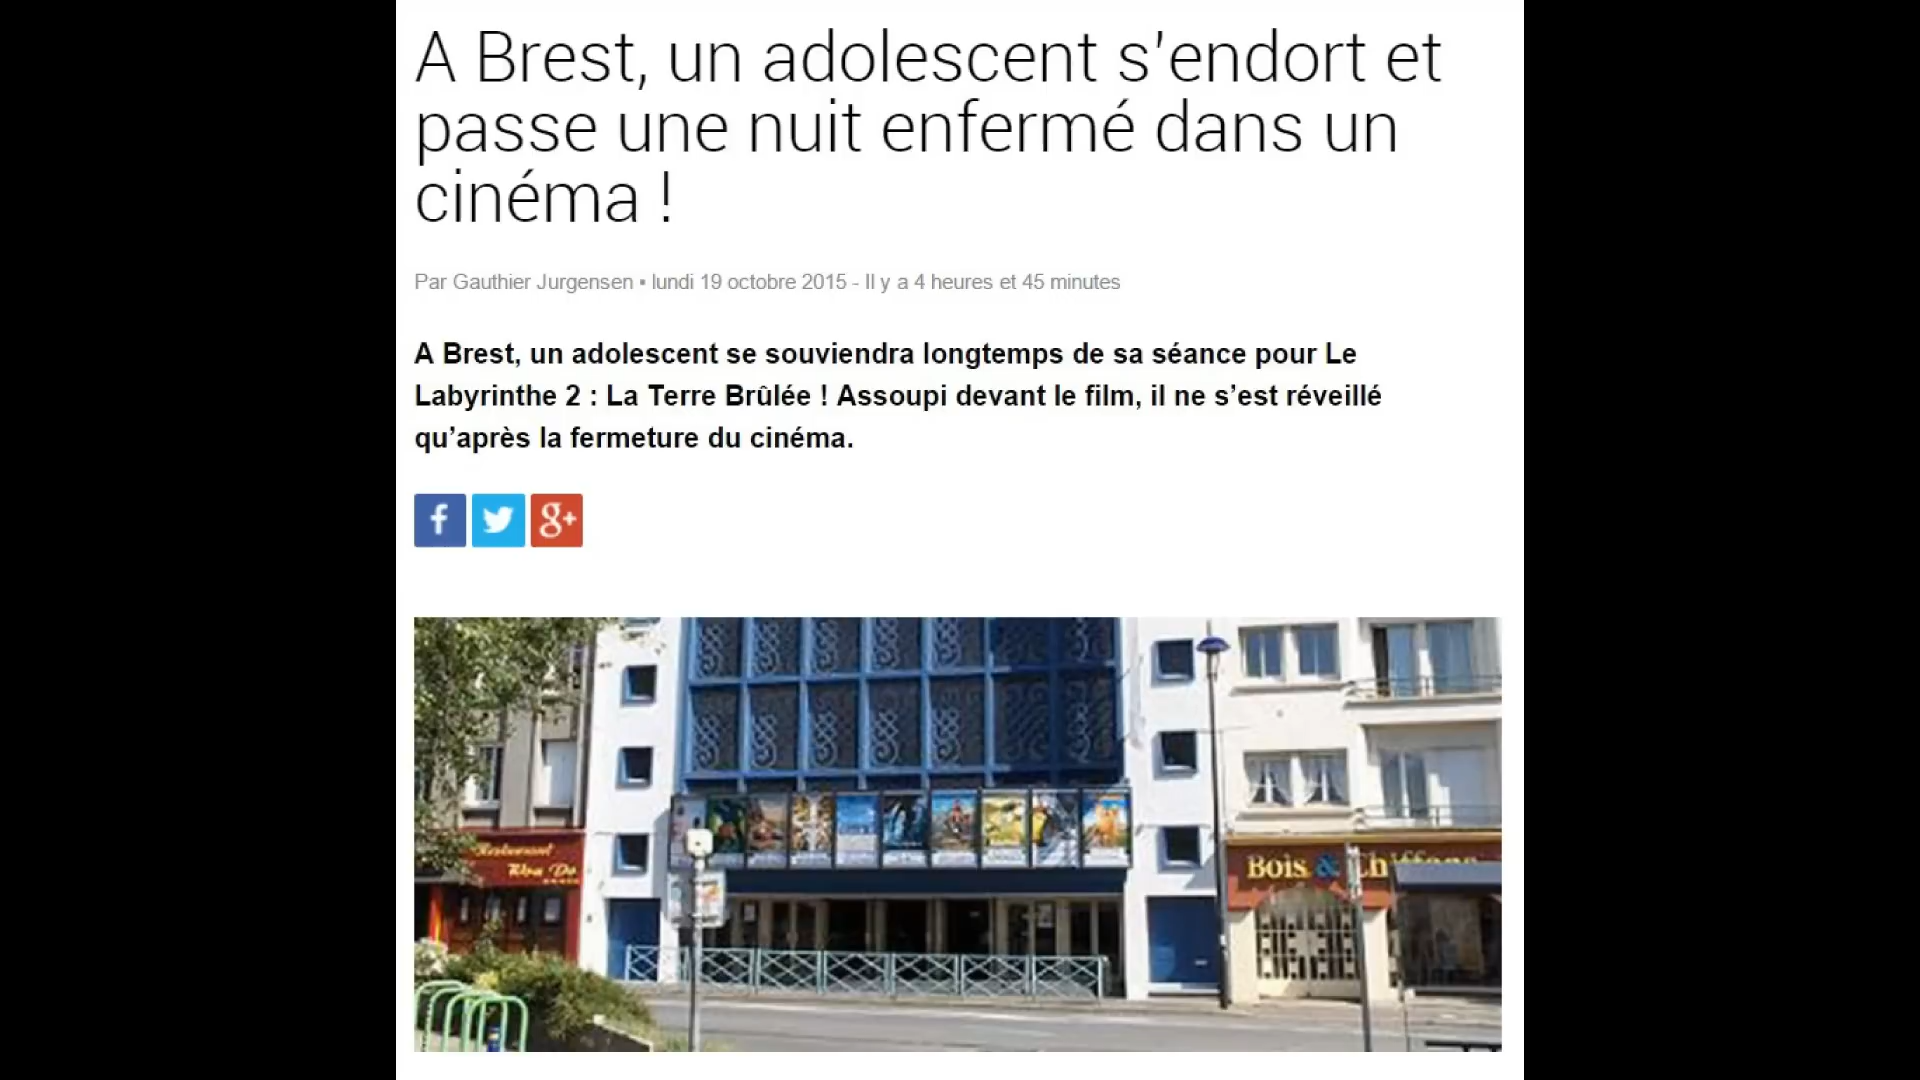 A Brest, un adolescent s'endort et
passe une nuit enfermé dans un
cinéma !
Par Gauthier Jurgensen • lundi 19 octobre 2015 - Il y a 4 heures et 45 minutes
A Brest, un adolescent se souviendra longtemps de sa séance pour Le
Labyrinthe 2 : La Terre Brûlée ! Assoupi devant le film, il ne s’est réveillé
qu’après la fermeture du cinéma.
f g+
Restaurant
Bois & Chiffons